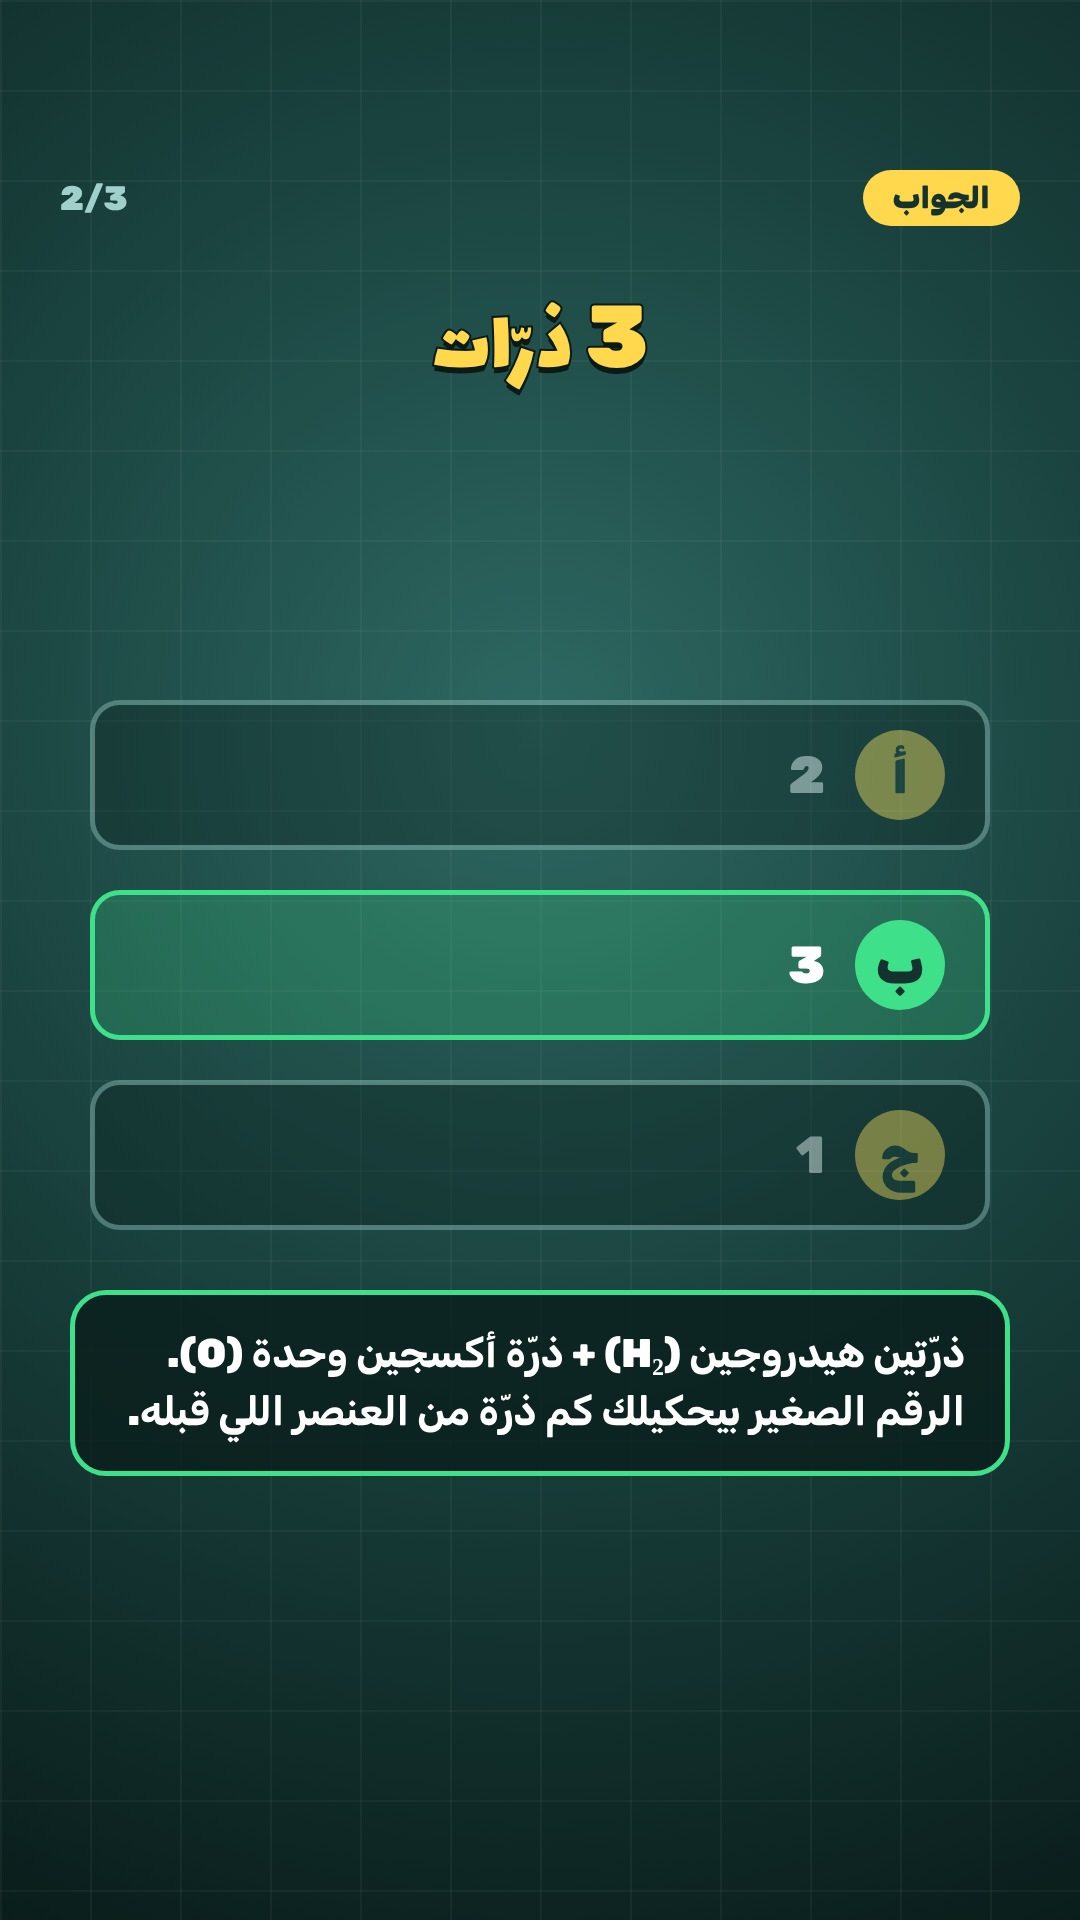 الجواب
2/3
3 ذرّات
أ 2
ب 3
ج 1
ذرّتين هيدروجين (H₂) + ذرّة أكسجين وحدة (O).
الرقم الصغير بيحكيلك كم ذرّة من العنصر اللي قبله.